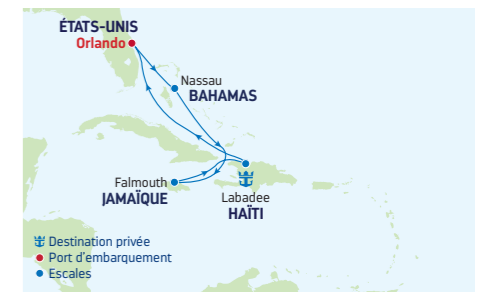 ÉTATS-UNIS
Orlando
Nassau
BAHAMAS
Falmouth
JAMAÏQUE
Labadee
HAÏTI
Destination privée
Port d'embarquement
Escales